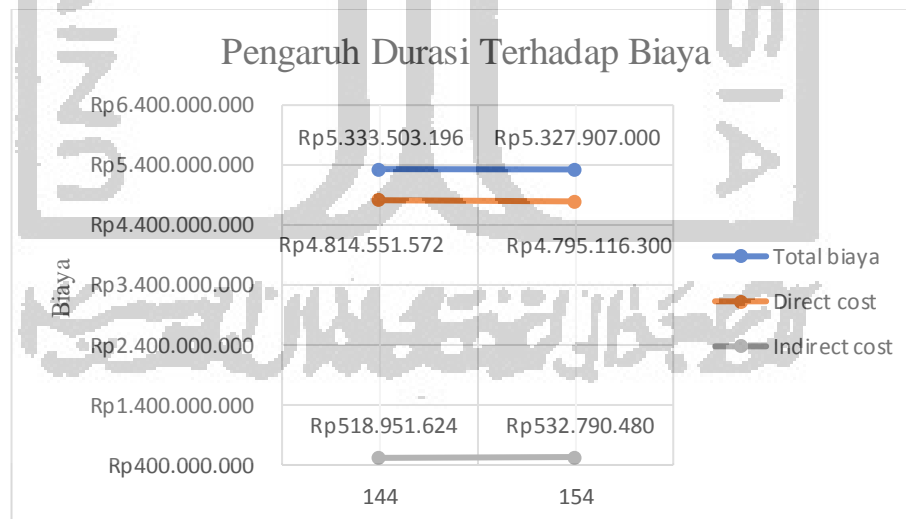 Pengaruh Durasi Terhadap Biaya
Rp6.400.000.000
Rp5.400.000.000
Rp4.400.000.000
Rp3.400.000.000
Rp2.400.000.000
Rp1.400.000.000
Rp400.000.000
Biaya
Rp5.333.503.196
Rp5.327.907.000
Rp4.814.551.572
Rp4.795.116.300
Rp518.951.624
Rp532.790.480
144
154
Total biaya
Direct cost
Indirect cost